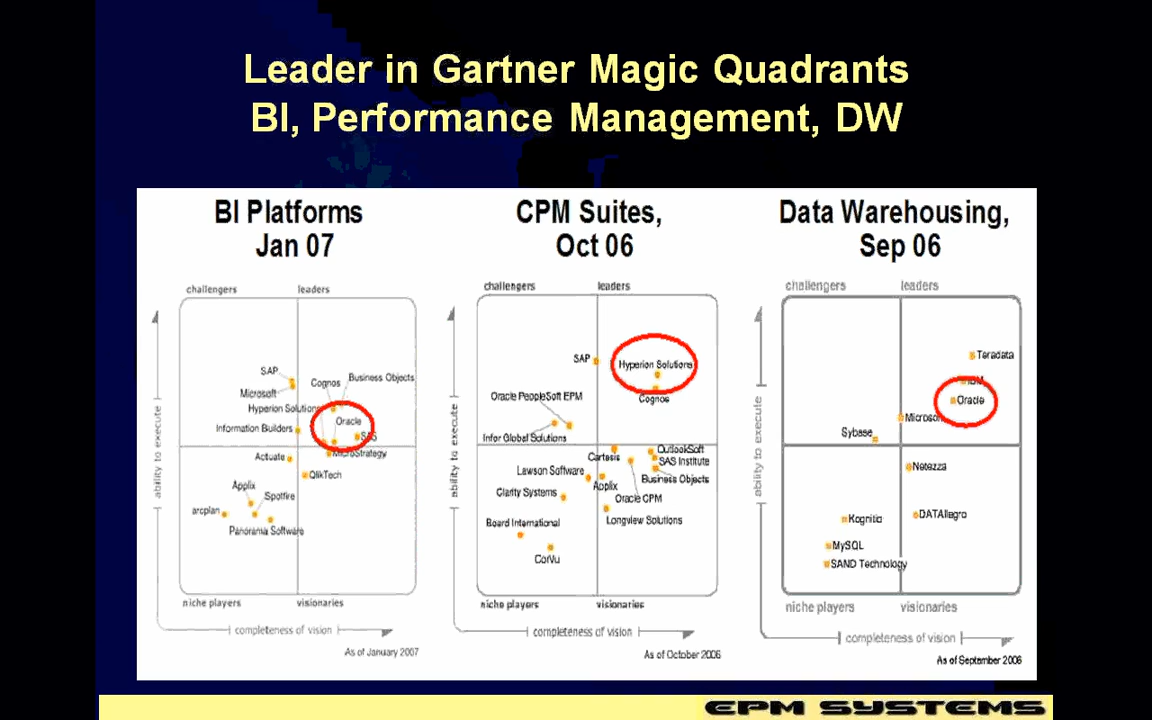 Leader in Gartner Magic Quadrants
BI, Performance Management, DW
BI Platforms
Jan 07
challengers
leaders
SAP
Microsoft
Cognos
Business Objects
Hyperion Solutions
Oracle
Information Builders
SAS
MicroStrategy
Actuate
QlikTech
Applix
Spotfire
arcplan
Panorama Software
ability to execute
niche players
visionaries
completeness of vision
As of January 2007
CPM Suites,
Oct 06
challengers
leaders
SAP
Hyperion Solutions
Cognos
Oracle PeopleSoft EPM
Infor Global Solutions
Cartesis
OutlookSoft
SAS Institute
Lawson Software
Business Objects
Applix
Clarity Systems
Oracle CPM
Longview Solutions
Board International
CorVu
ability to execute
niche players
visionaries
completeness of vision
As of October 2006
Data Warehousing,
Sep 06
challengers
leaders
Teradata
IBM
Oracle
Microsoft
Sybase
Netezza
DATAllegro
Kognitio
MySQL
SAND Technology
ability to execute
niche players
visionaries
completeness of vision
As of September 2006
EPM SYSTEMS